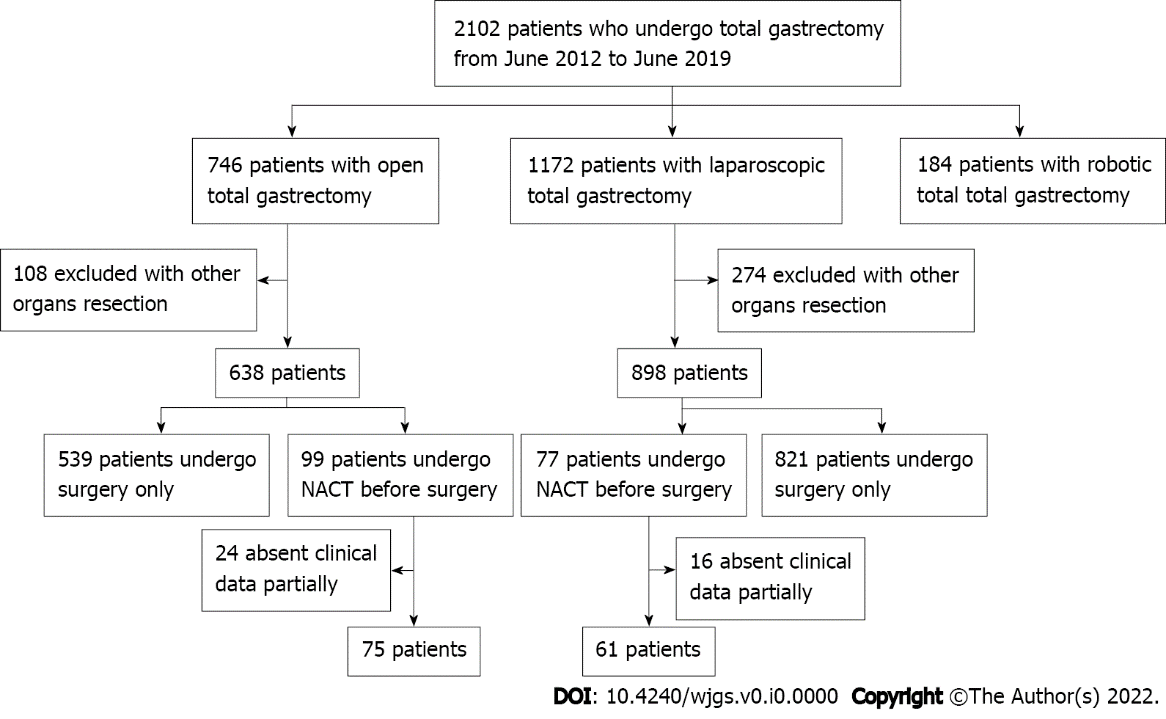 2102 patients who undergo total gastrectomy
from June 2012 to June 2019
746 patients with open
total gastrectomy
1172 patients with laparoscopic
total gastrectomy
184 patients with robotic
total total gastrectomy
108 excluded with other
organs resection
274 excluded with other
organs resection
638 patients
898 patients
539 patients undergo
surgery only
99 patients undergo
NACT before surgery
77 patients undergo
NACT before surgery
821 patients undergo
surgery only
24 absent clinical
data partially
16 absent clinical
data partially
75 patients
61 patients
DOI: 10.4240/wjgs.v0.i0.0000 Copyright ©The Author(s) 2022.